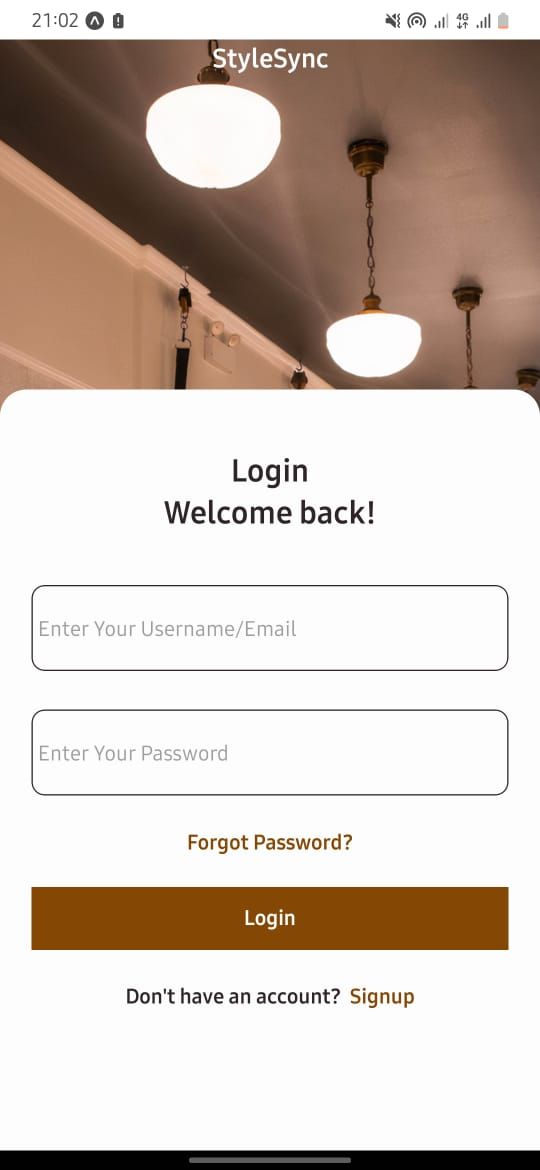 21:02
4G
StyleSync
Login
Welcome back!
Enter Your Username/Email
Enter Your Password
Forgot Password?
Login
Don't have an account? Signup